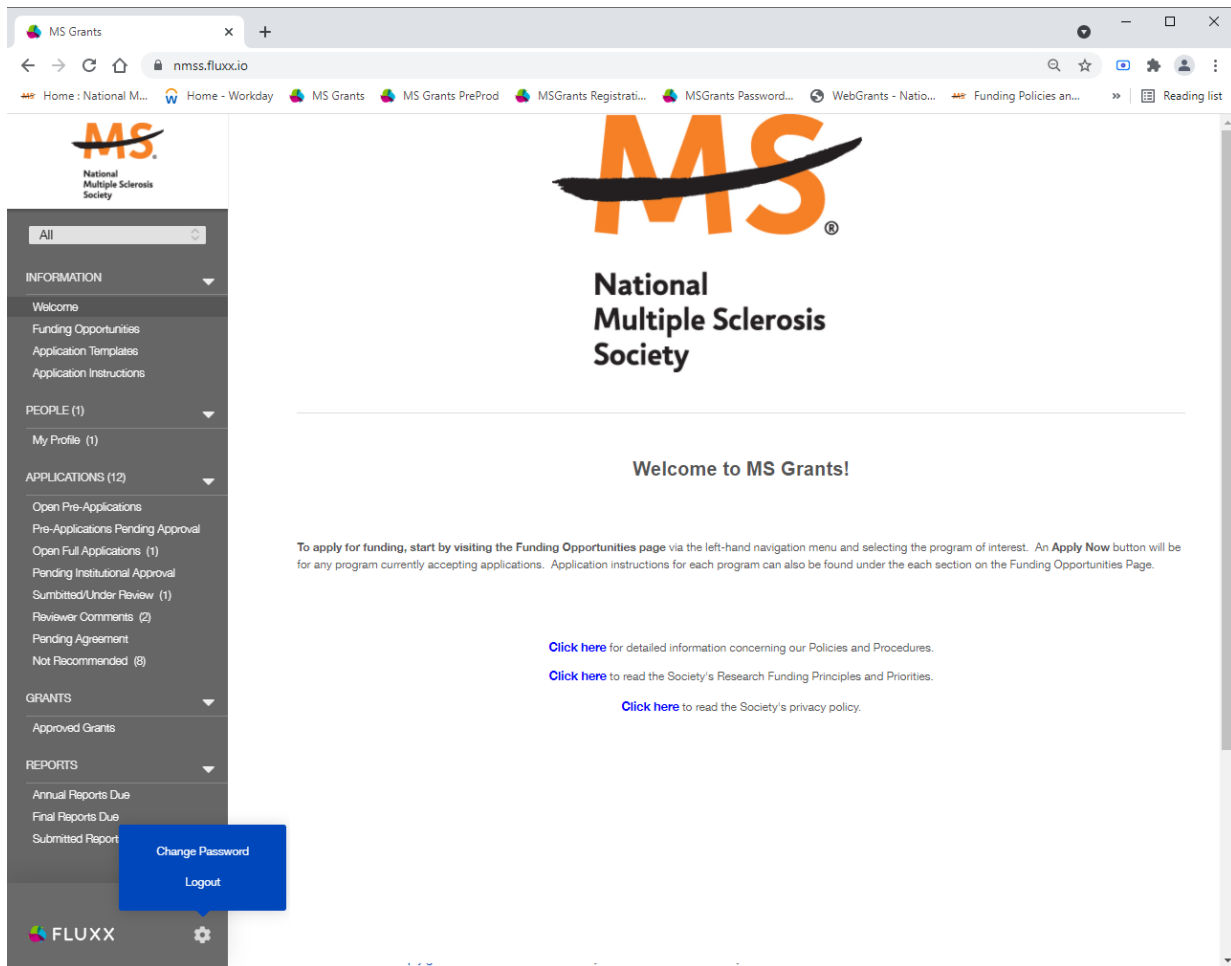 MS Grants
nmss.fluxx.io
Home : National M...
Home - Workday
MS Grants
MS Grants PreProd
MSGrants Registrati...
MSGrants Password...
WebGrants - Natio...
Funding Policies an...
»
Reading list
MS®
National
Multiple Sclerosis
Society
All
INFORMATION
Welcome
Funding Opportunities
Application Templates
Application Instructions
PEOPLE (1)
My Profile (1)
APPLICATIONS (12)
Open Pre-Applications
Pre-Applications Pending Approval
Open Full Applications (1)
Pending Institutional Approval
Sumbitted/Under Review (1)
Reviewer Comments (2)
Pending Agreement
Not Recommended (8)
GRANTS
Approved Grants
REPORTS
Annual Reports Due
Final Reports Due
Submitted Report
Change Password
Logout
FLUXX
MS®
National
Multiple Sclerosis
Society
Welcome to MS Grants!
To apply for funding, start by visiting the Funding Opportunities page via the left-hand navigation menu and selecting the program of interest. An Apply Now button will be
for any program currently accepting applications. Application instructions for each program can also be found under the each section on the Funding Opportunities Page.
Click here for detailed information concerning our Policies and Procedures.
Click here to read the Society's Research Funding Principles and Priorities.
Click here to read the Society's privacy policy.